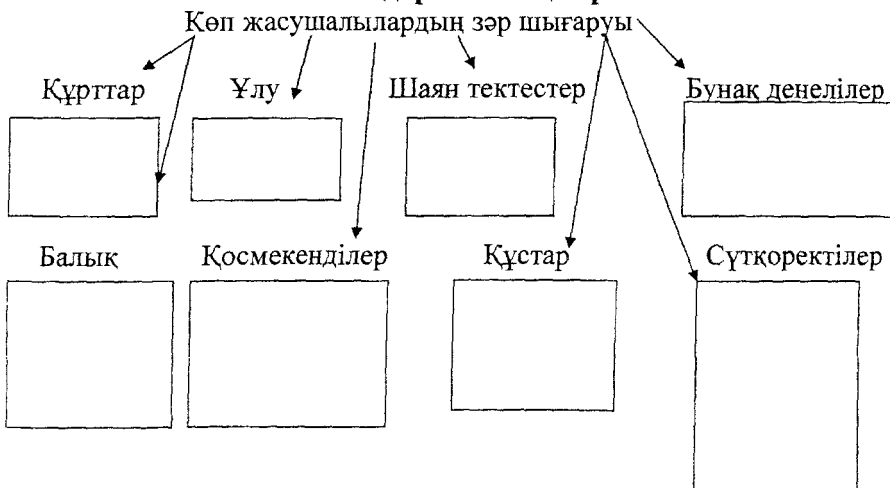 Көп жасушалылардың зәр шығаруы
Құрттар Ұлу Шаян тектестер Бунақ денелілер
Балық Қосмекенділер Құстар Сүтқоректілер